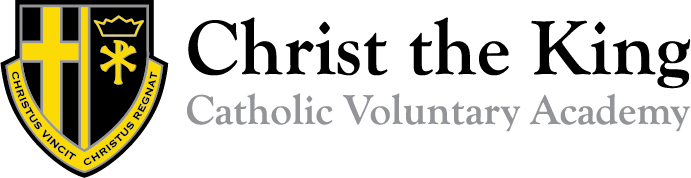 Christ the King
Catholic Voluntary Academy
CHRISTUS VINCIT CHRISTUS REGNAT